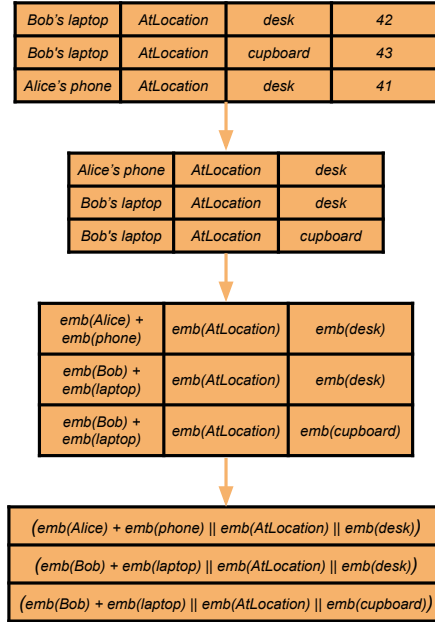 Bob’s laptop AtLocation desk 42
Bob's laptop AtLocation cupboard 43
Alice’s phone AtLocation desk 41
Alice’s phone AtLocation desk
Bob’s laptop AtLocation desk
Bob's laptop AtLocation cupboard
emb(Alice) +
emb(phone) emb(AtLocation) emb(desk)
emb(Bob) +
emb(laptop) emb(AtLocation) emb(desk)
emb(Bob) +
emb(laptop) emb(AtLocation) emb(cupboard)
(emb(Alice) + emb(phone) || emb(AtLocation) || emb(desk))
(emb(Bob) + emb(laptop) || emb(AtLocation) || emb(desk))
(emb(Bob) + emb(laptop) || emb(AtLocation) || emb(cupboard))